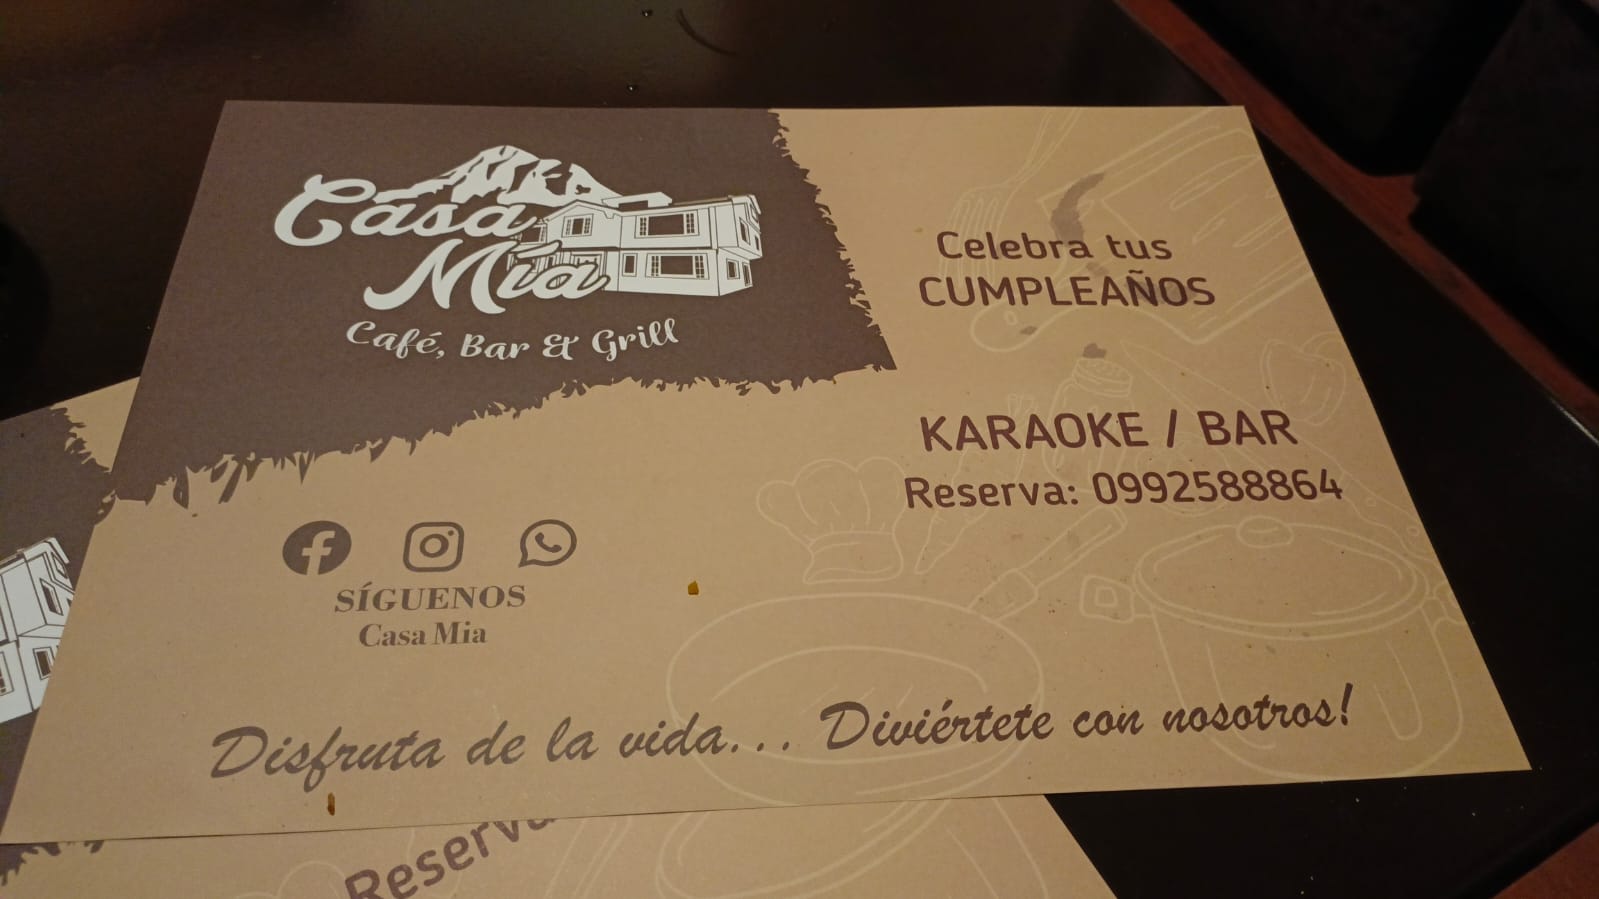 Casa
Mía
Café, Bar & Grill
Celebra tus
CUMPLEAÑOS
KARAOKE / BAR
Reserva: 0992588864
SÍGUENOS
Casa Mia
Disfruta de la vida... Diviértete con nosotros!
Reserva